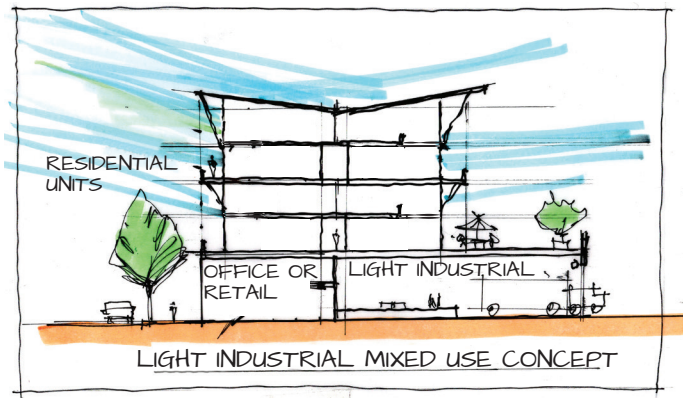 RESIDENTIAL
UNITS
OFFICE OR
RETAIL
LIGHT INDUSTRIAL
LIGHT INDUSTRIAL MIXED USE CONCEPT